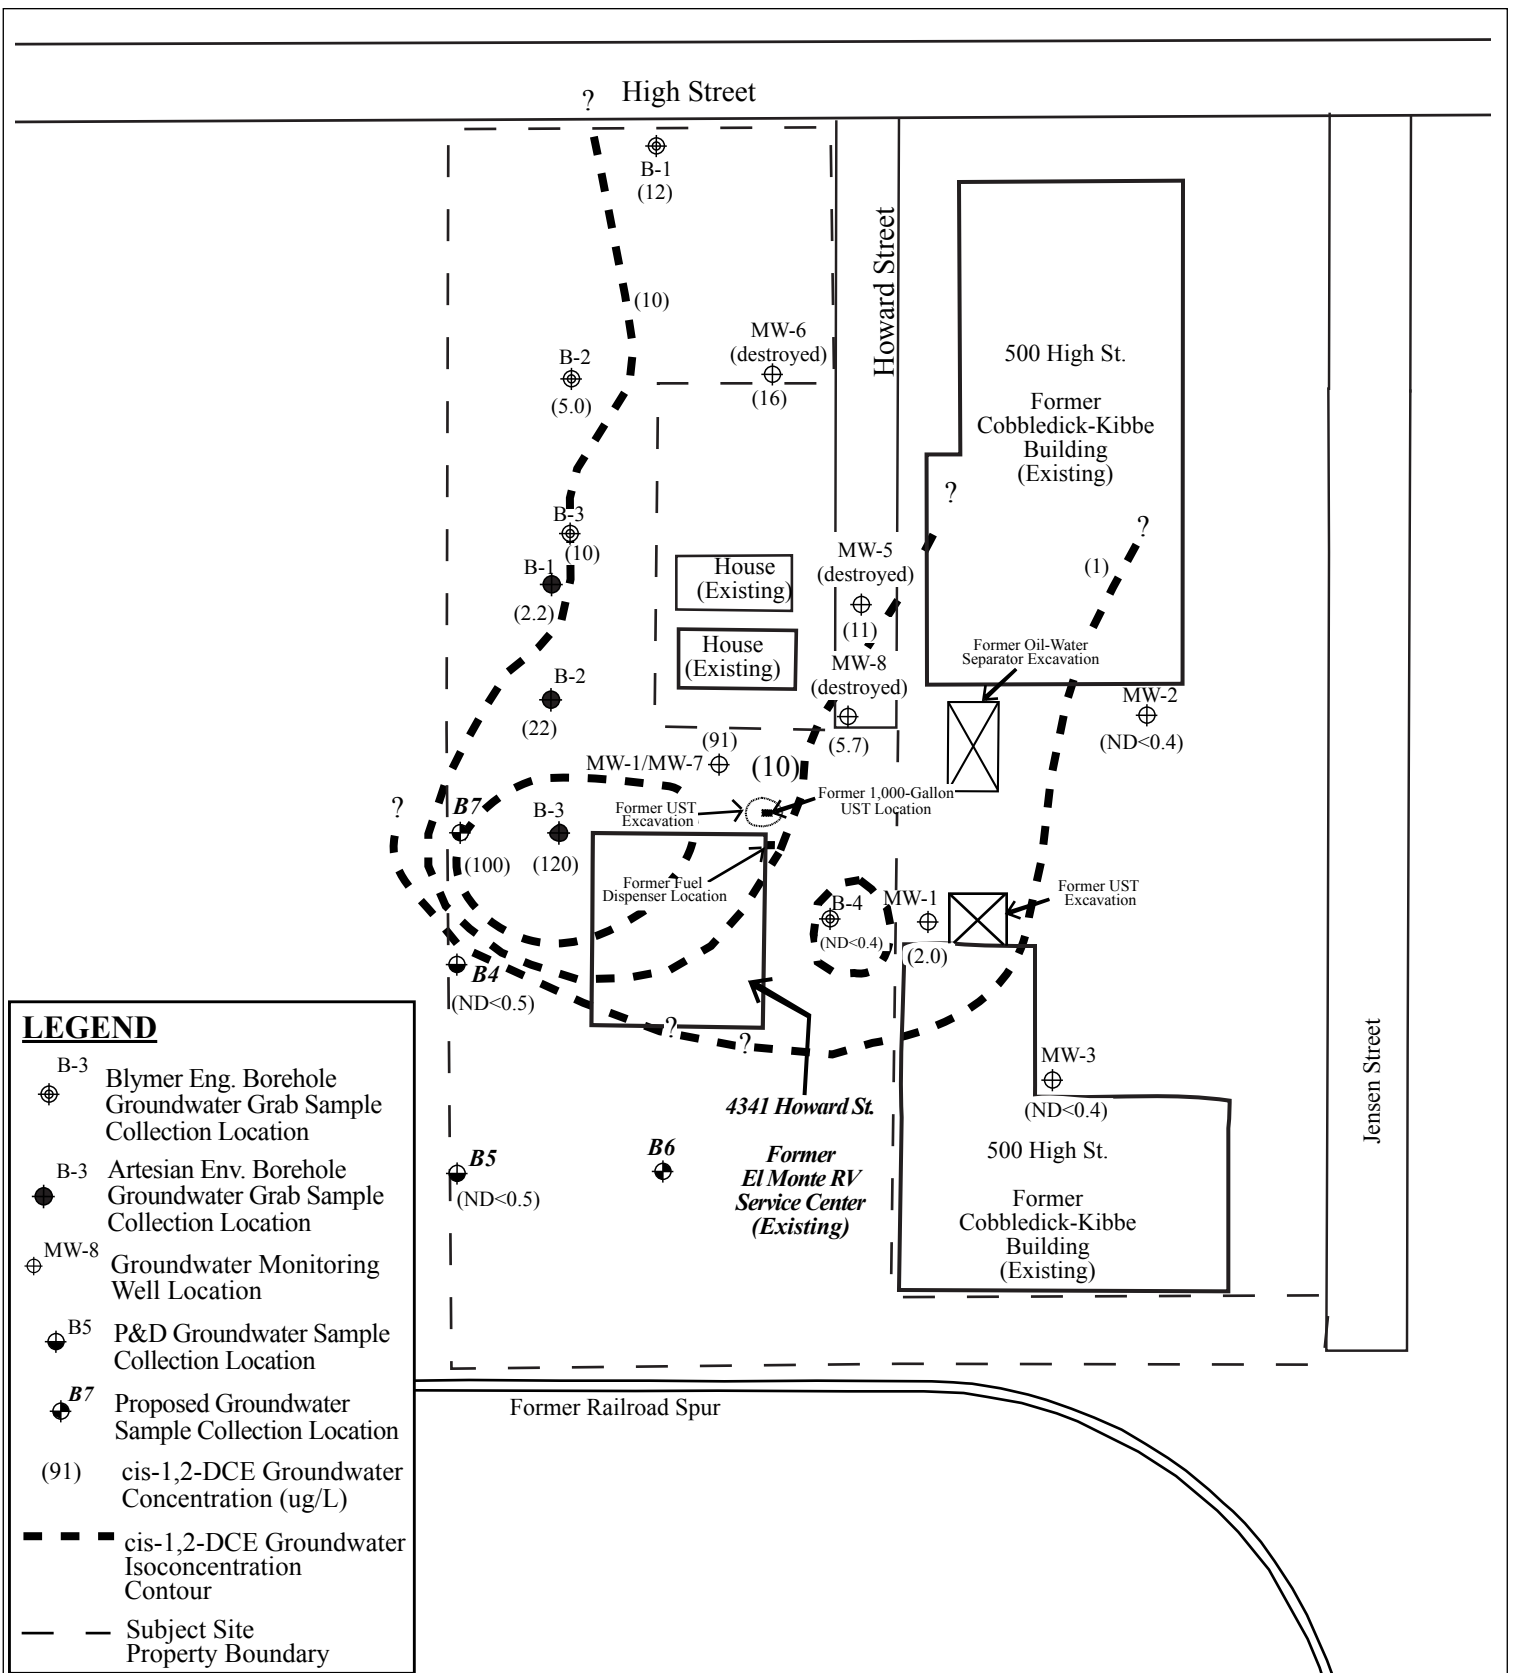 ?
High Street
B-1
(12)
Howard Street
(10)
MW-6
(destroyed)
(16)
B-2
(5.0)
500 High St.
Former
Cobbledick-Kibbe
Building
(Existing)
?
?
B-3
(10)
B-1
(2.2)
House
(Existing)
MW-5
(destroyed)
(11)
(1)
House
(Existing)
MW-8
(destroyed)
(5.7)
Former Oil-Water
Separator Excavation
MW-2
(ND<0.4)
B-2
(22)
(91)
MW-1/MW-7
(10)
?
B7
(100)
B-3
(120)
Former UST
Excavation
Former 1,000-Gallon
UST Location
Former Fuel
Dispenser Location
B-4
(ND<0.4)
MW-1
(2.0)
Former UST
Excavation
B4
(ND<0.5)
?
?
MW-3
(ND<0.4)
4341 Howard St.
Former
El Monte RV
Service Center
(Existing)
B5
(ND<0.5)
B6
500 High St.
Former
Cobbledick-Kibbe
Building
(Existing)
Jensen Street
Former Railroad Spur
LEGEND
B-3
Blymer Eng. Borehole
Groundwater Grab Sample
Collection Location
B-3
Artesian Env. Borehole
Groundwater Grab Sample
Collection Location
MW-8
Groundwater Monitoring
Well Location
B5
P&D Groundwater Sample
Collection Location
B7
Proposed Groundwater
Sample Collection Location
(91)
cis-1,2-DCE Groundwater
Concentration (ug/L)
cis-1,2-DCE Groundwater
Isoconcentration
Contour
Subject Site
Property Boundary